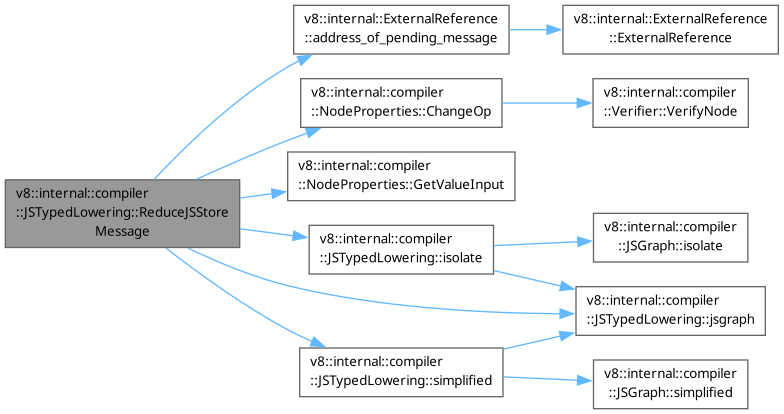 v8::internal::ExternalReference
::address_of_pending_message
v8::internal::ExternalReference
::ExternalReference
v8::internal::compiler
::NodeProperties::ChangeOp
v8::internal::compiler
::Verifier::VerifyNode
v8::internal::compiler
::NodeProperties::GetValueInput
v8::internal::compiler
::JSTypedLowering::ReduceJSStore
Message
v8::internal::compiler
::JSTypedLowering::isolate
v8::internal::compiler
::JSGraph::isolate
v8::internal::compiler
::JSTypedLowering::jsgraph
v8::internal::compiler
::JSTypedLowering::simplified
v8::internal::compiler
::JSGraph::simplified